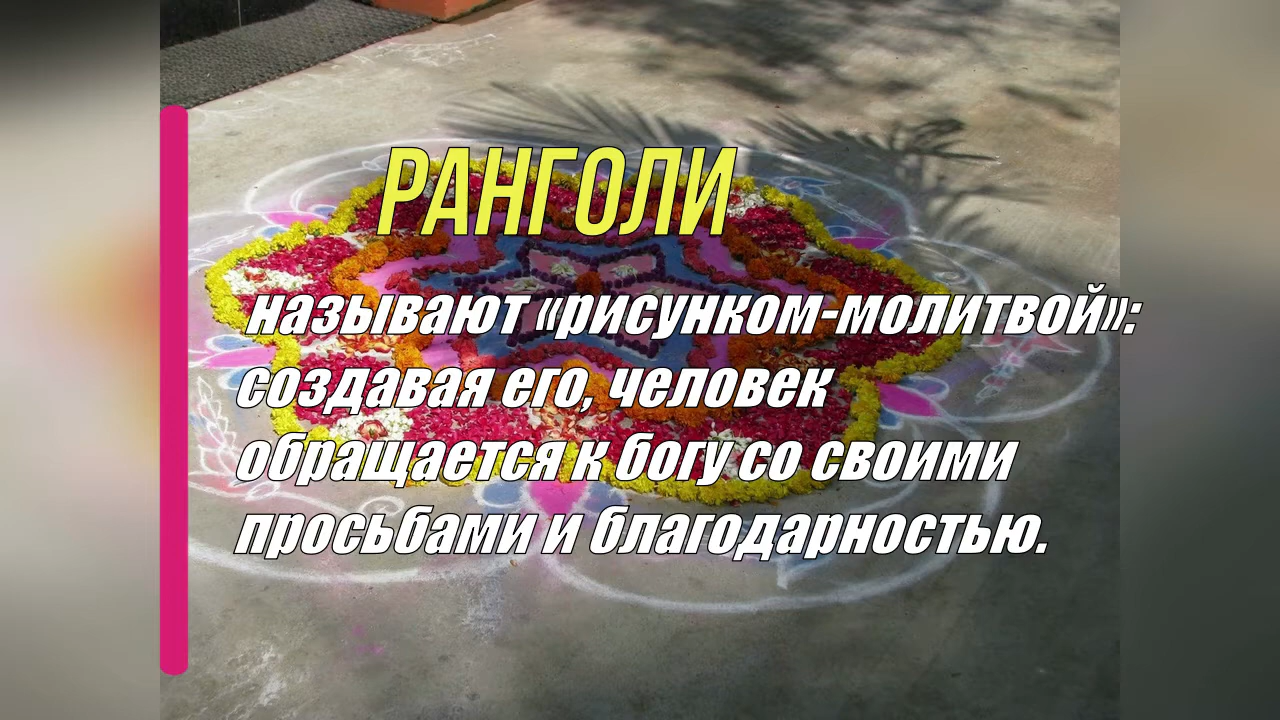 РАНГОЛИ
называют «рисунком-молитвой»:
создавая его, человек
обращается к богу со своими
просьбами и благодарностью.